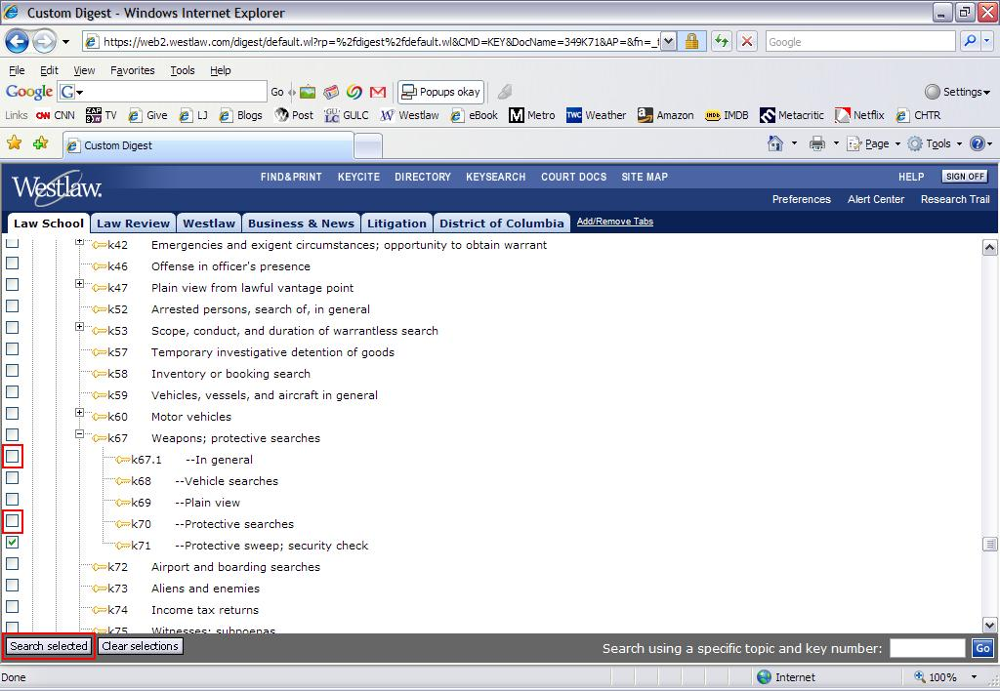 Custom Digest - Windows Internet Explorer
https://web2.westlaw.com/digest/default.wl?rp=%2fdigest%2fdefault.wl&CMD=KEY&DocName=349K71&AP=&fn=_t
Google
File Edit View Favorites Tools Help
Google G Go Popups okay Settings
Links CNN TV Give LJ Blogs Post GULC Westlaw eBook Metro Weather Amazon IMDB Metacritic Netflix CHTR
Custom Digest Page Tools
Westlaw. FIND&PRINT KEYCITE DIRECTORY KEYSEARCH COURT DOCS SITE MAP HELP SIGN OFF
Preferences Alert Center Research Trail
Law School Law Review Westlaw Business & News Litigation District of Columbia Add/Remove Tabs
k42 Emergencies and exigent circumstances; opportunity to obtain warrant
k46 Offense in officer's presence
k47 Plain view from lawful vantage point
k52 Arrested persons, search of, in general
k53 Scope, conduct, and duration of warrantless search
k57 Temporary investigative detention of goods
k58 Inventory or booking search
k59 Vehicles, vessels, and aircraft in general
k60 Motor vehicles
k67 Weapons; protective searches
k67.1 --In general
k68 --Vehicle searches
k69 --Plain view
k70 --Protective searches
k71 --Protective sweep; security check
k72 Airport and boarding searches
k73 Aliens and enemies
k74 Income tax returns
k75 Witnesses; subpoenas
Search selected Clear selections Search using a specific topic and key number: Go
Done Internet 100%